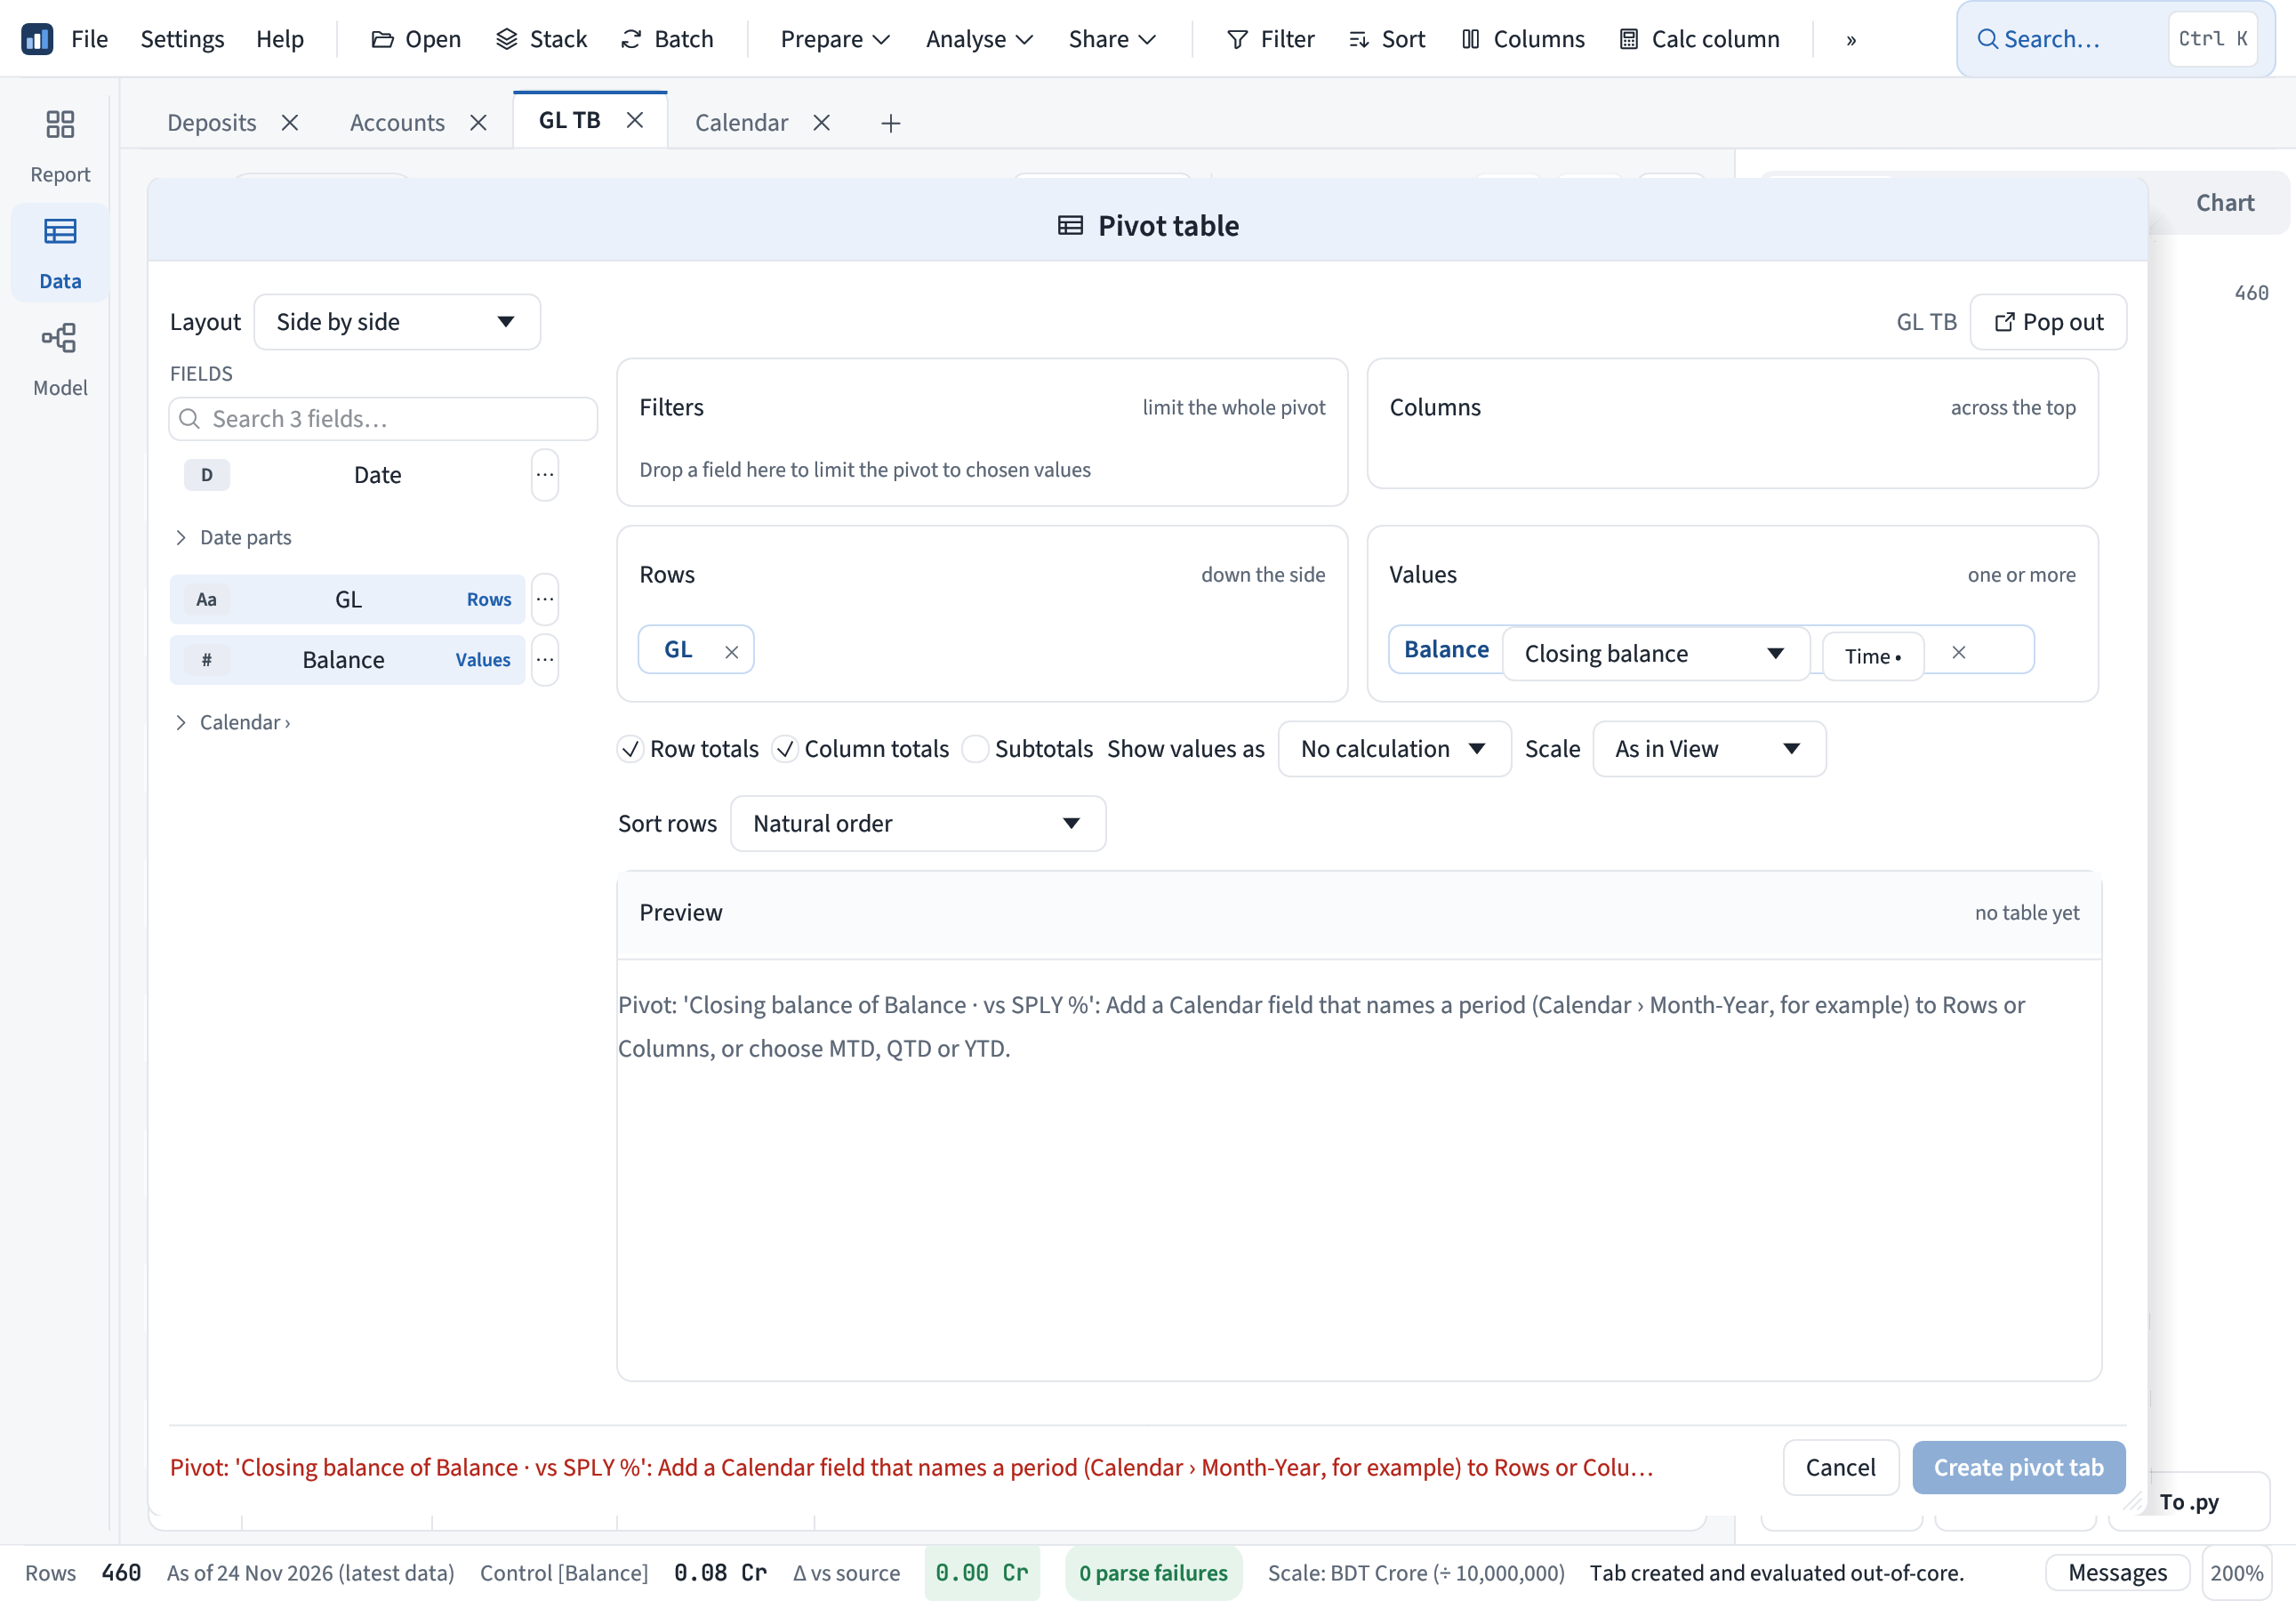 File Settings Help Open Stack Batch Prepare Analyse Share Filter Sort Columns Calc column » Search… Ctrl K
Deposits Accounts GL TB Calendar
Report
Data
Model
Chart
460
Pivot table
Layout Side by side GL TB Pop out
FIELDS
Search 3 fields…
D Date ...
Date parts
Aa GL Rows ...
# Balance Values ...
Calendar ›
Filters limit the whole pivot
Drop a field here to limit the pivot to chosen values
Columns across the top
Rows down the side
GL
Values one or more
Balance Closing balance Time •
Row totals Column totals Subtotals Show values as No calculation Scale As in View
Sort rows Natural order
Preview no table yet
Pivot: 'Closing balance of Balance · vs SPLY %': Add a Calendar field that names a period (Calendar › Month-Year, for example) to Rows or
Columns, or choose MTD, QTD or YTD.
Pivot: 'Closing balance of Balance · vs SPLY %': Add a Calendar field that names a period (Calendar › Month-Year, for example) to Rows or Colu…
Cancel Create pivot tab
To .py
Rows 460 As of 24 Nov 2026 (latest data) Control [Balance] 0.08 Cr Δ vs source 0.00 Cr 0 parse failures Scale: BDT Crore (÷ 10,000,000) Tab created and evaluated out-of-core. Messages 200%